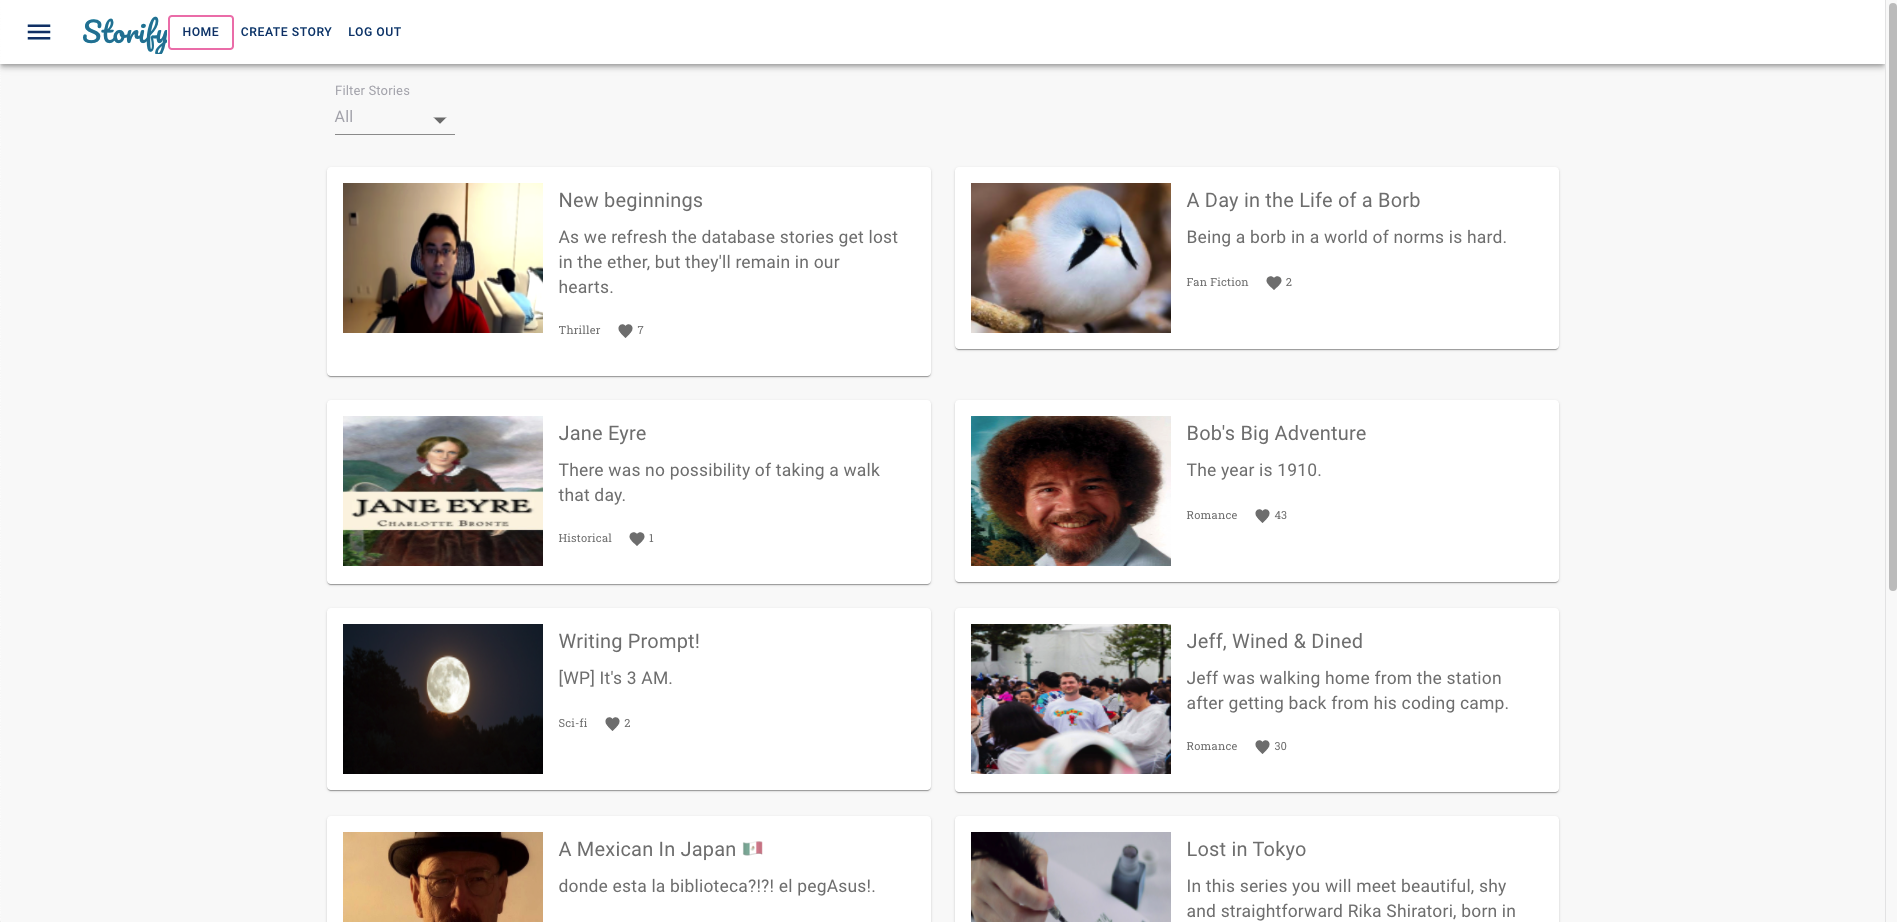 Storify HOME CREATE STORY LOG OUT
Filter Stories
All
New beginnings
As we refresh the database stories get lost
in the ether, but they'll remain in our
hearts.
Thriller 7
A Day in the Life of a Borb
Being a borb in a world of norms is hard.
Fan Fiction 2
Jane Eyre
There was no possibility of taking a walk
that day.
Historical 1
JANE EYRE
CHARLOTTE BRONTE
Bob's Big Adventure
The year is 1910.
Romance 43
Writing Prompt!
[WP] It's 3 AM.
Sci-fi 2
Jeff, Wined & Dined
Jeff was walking home from the station
after getting back from his coding camp.
Romance 30
A Mexican In Japan 🇲🇽
donde esta la biblioteca?!?! el pegAsus!.
Lost in Tokyo
In this series you will meet beautiful, shy
and straightforward Rika Shiratori, born in